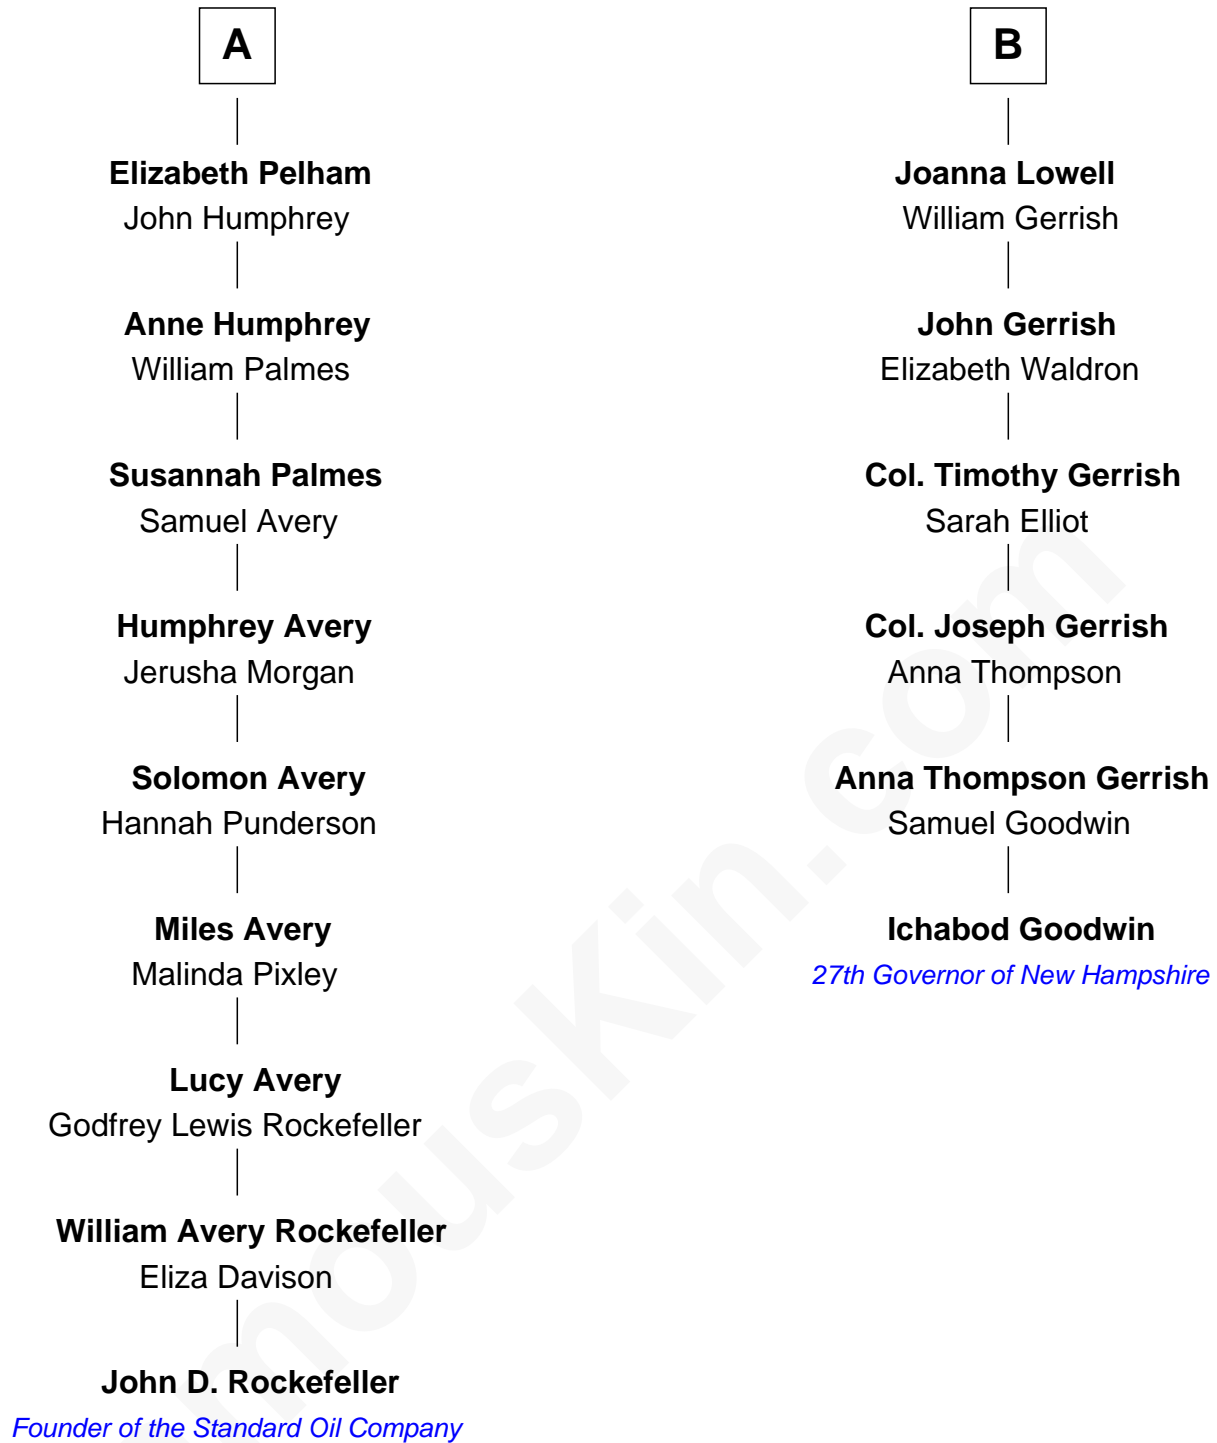 A
Elizabeth Pelham
John Humphrey
Anne Humphrey
William Palmes
Susannah Palmes
Samuel Avery
Humphrey Avery
Jerusha Morgan
Solomon Avery
Hannah Punderson
Miles Avery
Malinda Pixley
Lucy Avery
Godfrey Lewis Rockefeller
William Avery Rockefeller
Eliza Davison
John D. Rockefeller
Founder of the Standard Oil Company
B
Joanna Lowell
William Gerrish
John Gerrish
Elizabeth Waldron
Col. Timothy Gerrish
Sarah Elliot
Col. Joseph Gerrish
Anna Thompson
Anna Thompson Gerrish
Samuel Goodwin
Ichabod Goodwin
27th Governor of New Hampshire
mousKin.com